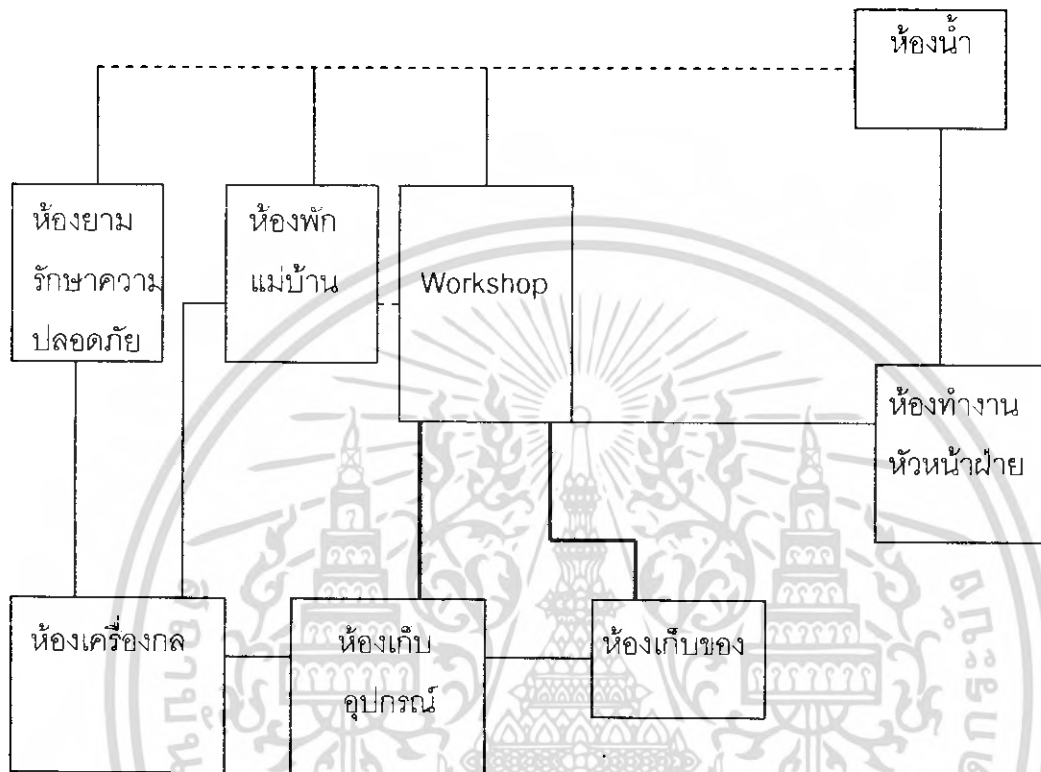 ห้องน้ำ
ห้องยาม
รักษาความ
ปลอดภัย
ห้องพัก
แม่บ้าน
Workshop
ห้องทำงาน
หัวหน้าฝ่าย
ห้องเครื่องกล
ห้องเก็บ
อุปกรณ์
ห้องเก็บของ